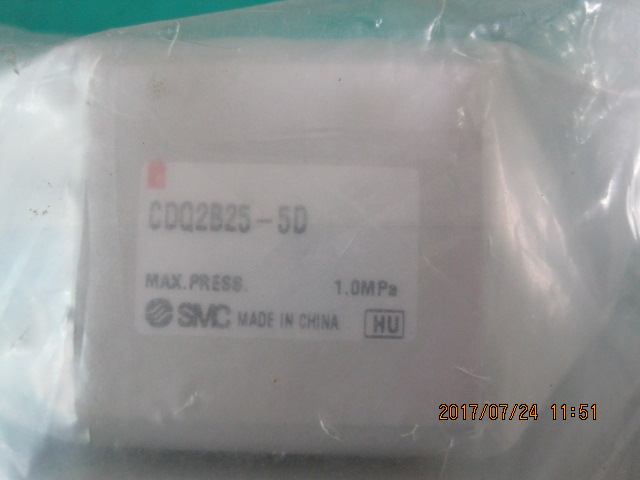 CDQ2B25-5D
MAX.PRESS. 1.0MPa
SMC MADE IN CHINA HU
2017/07/24 11:51